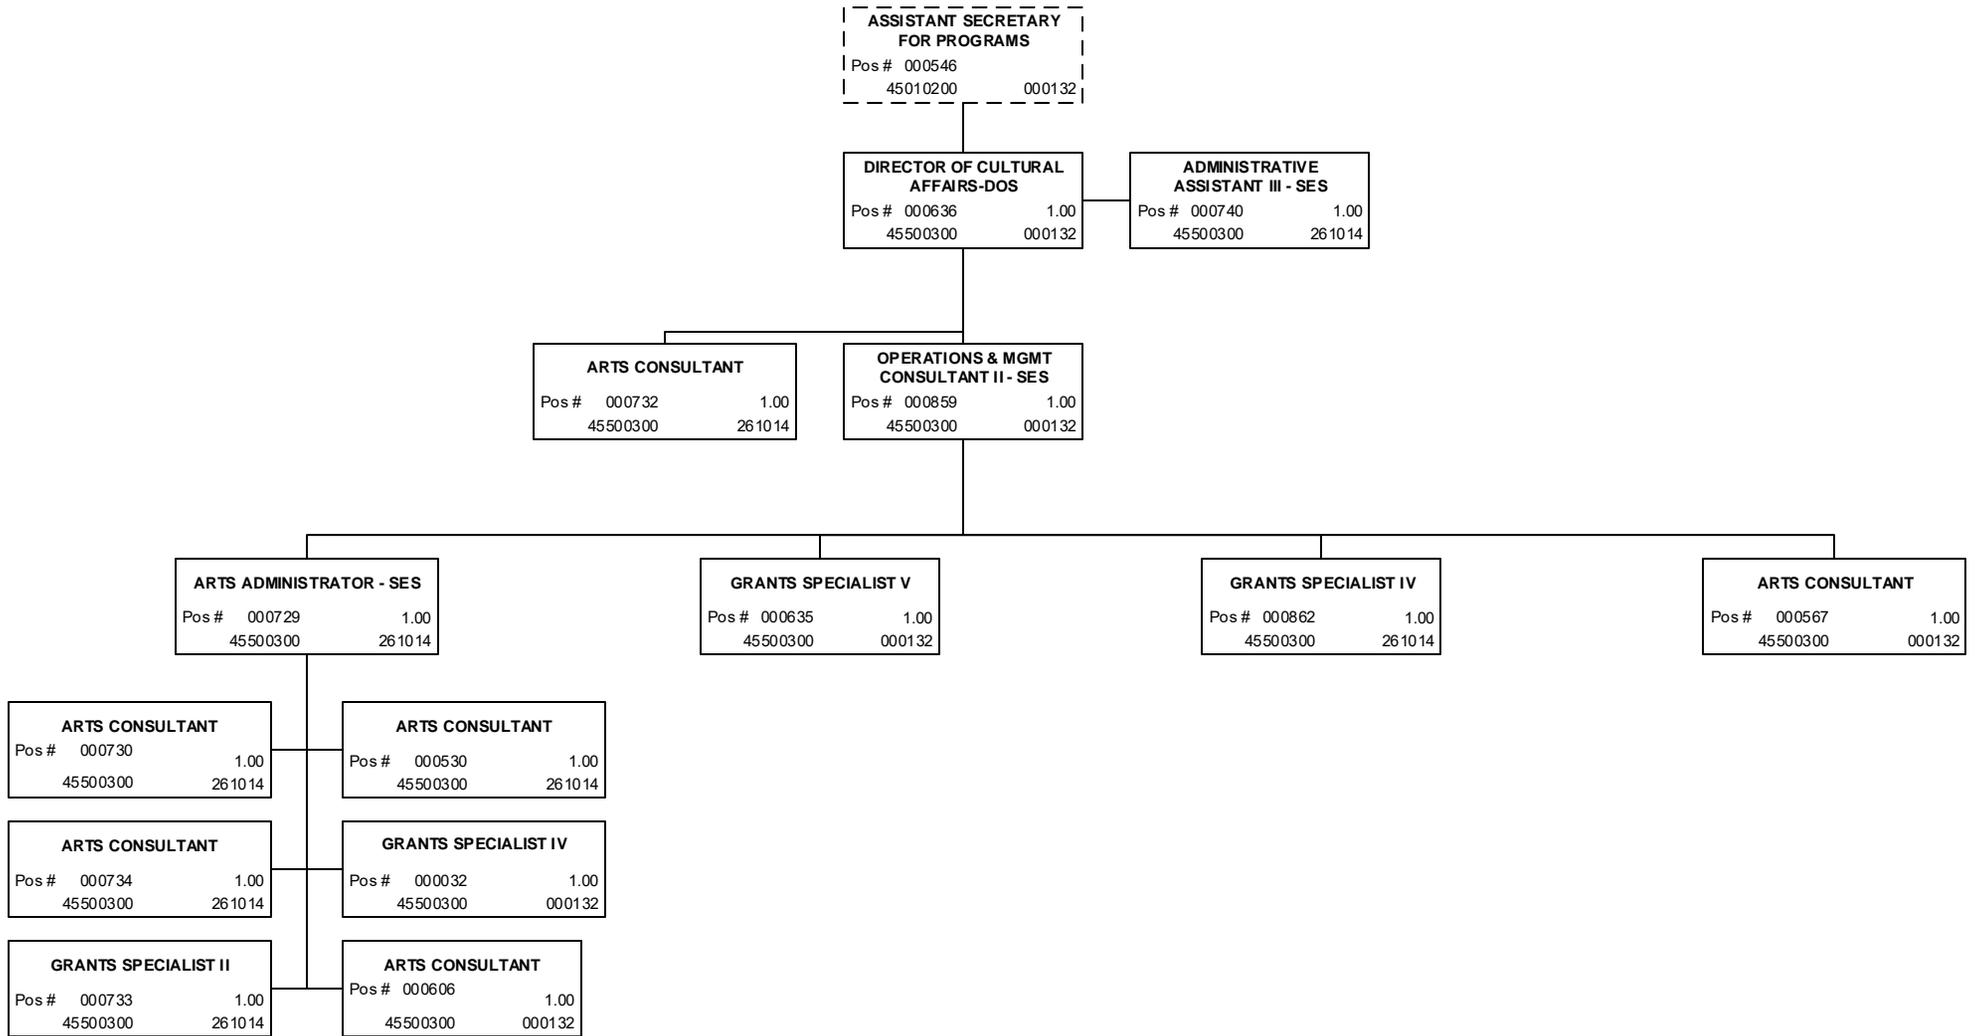 ASSISTANT SECRETARY
FOR PROGRAMS
Pos # 000546
45010200 000132
DIRECTOR OF CULTURAL
AFFAIRS-DOS
Pos # 000636 1.00
45500300 000132
ADMINISTRATIVE
ASSISTANT III - SES
Pos # 000740 1.00
45500300 261014
ARTS CONSULTANT
Pos # 000732 1.00
45500300 261014
OPERATIONS & MGMT
CONSULTANT II - SES
Pos # 000859 1.00
45500300 000132
ARTS ADMINISTRATOR - SES
Pos # 000729 1.00
45500300 261014
GRANTS SPECIALIST V
Pos # 000635 1.00
45500300 000132
GRANTS SPECIALIST IV
Pos # 000862 1.00
45500300 261014
ARTS CONSULTANT
Pos # 000567 1.00
45500300 000132
ARTS CONSULTANT
Pos # 000730
1.00
45500300 261014
ARTS CONSULTANT
Pos # 000530 1.00
45500300 261014
ARTS CONSULTANT
Pos # 000734 1.00
45500300 261014
GRANTS SPECIALIST IV
Pos # 000032 1.00
45500300 000132
GRANTS SPECIALIST II
Pos # 000733 1.00
45500300 261014
ARTS CONSULTANT
Pos # 000606
1.00
45500300 000132